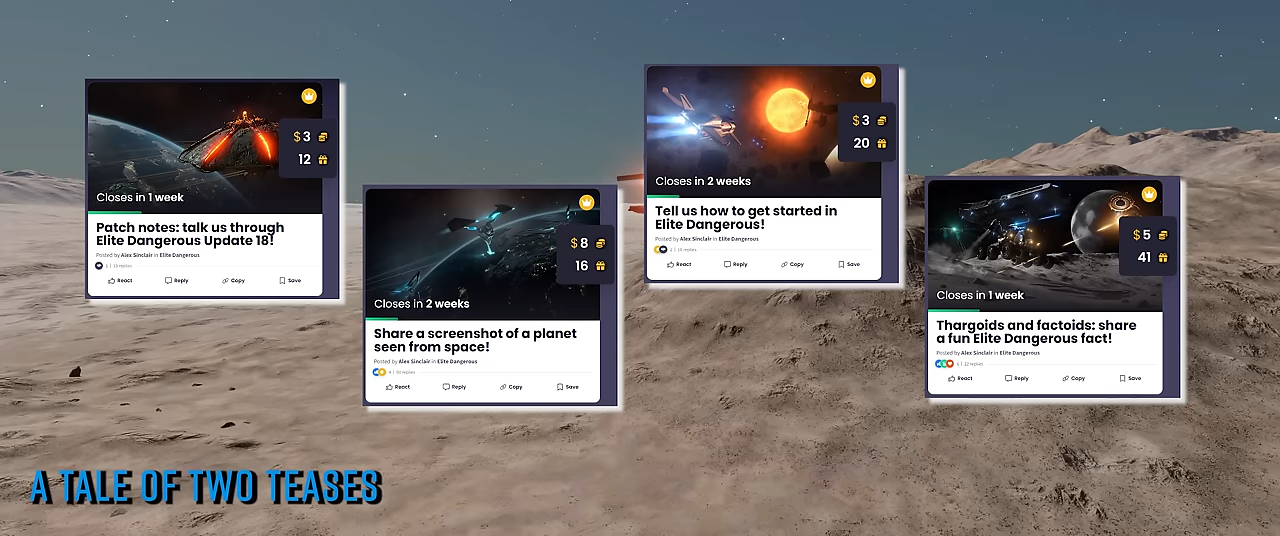 $3
12
Closes in 1 week
Patch notes: talk us through
Elite Dangerous Update 18!
Posted by Alex Sinclair in Elite Dangerous
React Reply Copy Save
$8
16
Closes in 2 weeks
Share a screenshot of a planet
seen from space!
Posted by Alex Sinclair in Elite Dangerous
React Reply Copy Save
$3
20
Closes in 2 weeks
Tell us how to get started in
Elite Dangerous!
Posted by Alex Sinclair in Elite Dangerous
React Reply Copy Save
$5
41
Closes in 1 week
Thargoids and factoids: share
a fun Elite Dangerous fact!
Posted by Alex Sinclair in Elite Dangerous
React Reply Copy Save
A TALE OF TWO TEASES